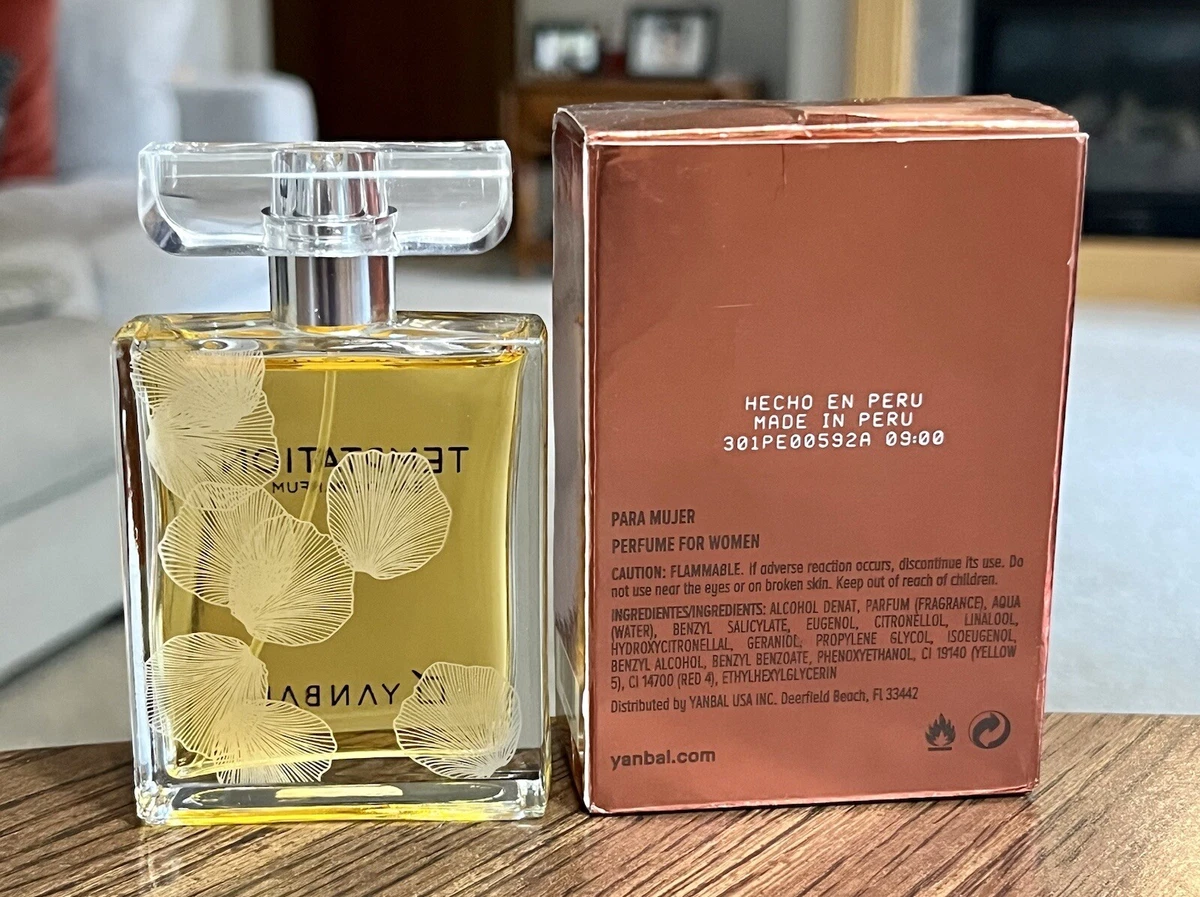 TEMPTATION
PARFUM
YANBAL
HECHO EN PERU
MADE IN PERU
301PE00592A 09:00
PARA MUJER
PERFUME FOR WOMEN
CAUTION: FLAMMABLE. If adverse reaction occurs, discontinue its use. Do
not use near the eyes or on broken skin. Keep out of reach of children.
INGREDIENTES/INGREDIENTS: ALCOHOL DENAT, PARFUM (FRAGRANCE), AQUA
(WATER), BENZYL SALICYLATE, EUGENOL, CITRONELLOL, LINALOOL,
HYDROXYCITRONELLAL, GERANIOL, PROPYLENE GLYCOL, ISOEUGENOL,
BENZYL ALCOHOL, BENZYL BENZOATE, PHENOXYETHANOL, CI 19140 (YELLOW
5), CI 14700 (RED 4), ETHYLHEXYLGLYCERIN
Distributed by YANBAL USA INC. Deerfield Beach, Fl 33442
yanbal.com